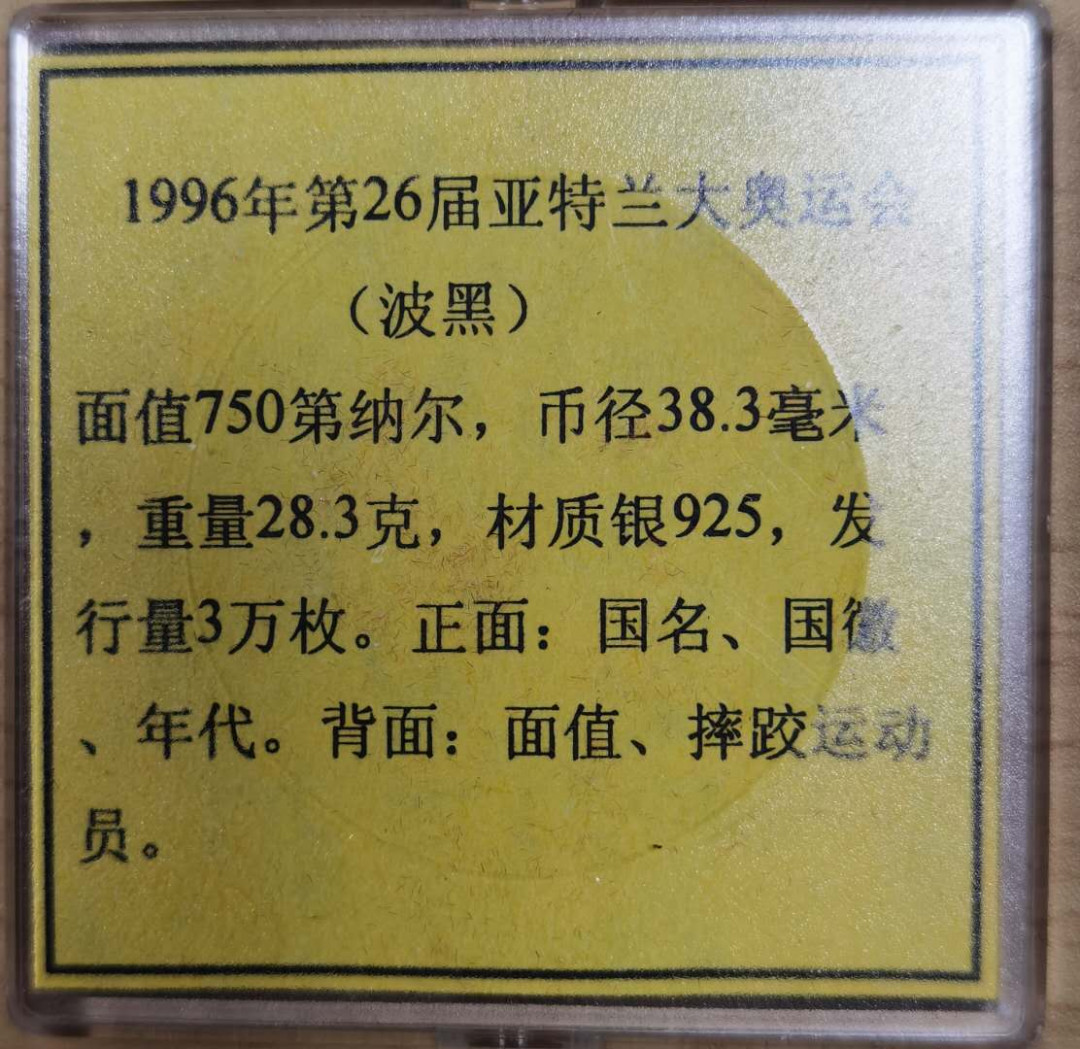 1996年第26届亚特兰大奥运会
（波黑）
面值750第纳尔，币径38.3毫米
，重量28.3克，材质银925，发
行量3万枚。正面：国名、国徽
、年代。背面：面值、摔跤运动
员。